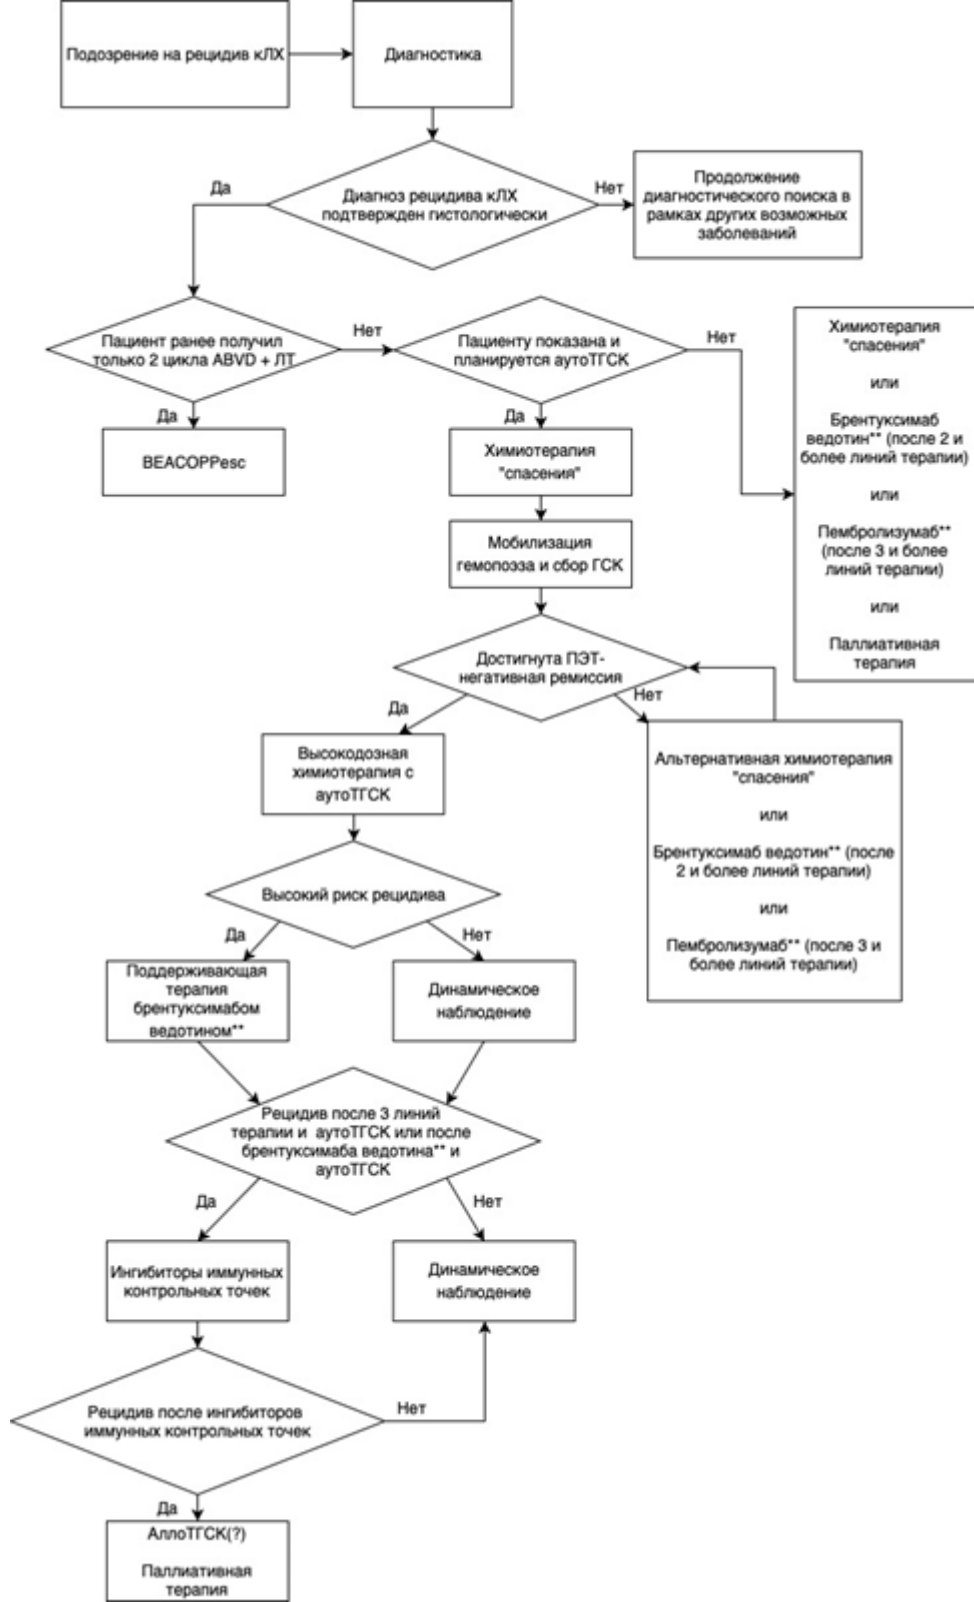 Подозрение на рецидив кЛХ
Диагностика
Диагноз рецидива кЛХ
подтвержден гистологически
Да
Нет
Продолжение
диагностического поиска в
рамках других возможных
заболеваний
Пациент ранее получил
только 2 цикла ABVD + ЛТ
Нет
Пациенту показана и
планируется аутоТГСК
Нет
Химиотерапия
"спасения"
или
Брентуксимаб
ведотин** (после 2 и
более линий терапии)
или
Пембролизумаб**
(после 3 и более
линий терапии)
или
Паллиативная
терапия
Да
BEACOPPesc
Да
Химиотерапия
"спасения"
Мобилизация
гемопоэза и сбор ГСК
Достигнута ПЭТ-
негативная ремиссия
Да
Нет
Высокодозная
химиотерапия с
аутоТГСК
Альтернативная химиотерапия
"спасения"
или
Брентуксимаб ведотин** (после
2 и более линий терапии)
или
Пембролизумаб** (после 3 и
более линий терапии)
Высокий риск рецидива
Да
Нет
Поддерживающая
терапия
брентуксимабом
ведотином**
Динамическое
наблюдение
Рецидив после 3 линий
терапии и аутоТГСК или после
брентуксимаба ведотина** и
аутоТГСК
Да
Нет
Ингибиторы иммунных
контрольных точек
Динамическое
наблюдение
Рецидив после ингибиторов
иммунных контрольных точек
Нет
Да
АллоТГСК(?)
Паллиативная
терапия